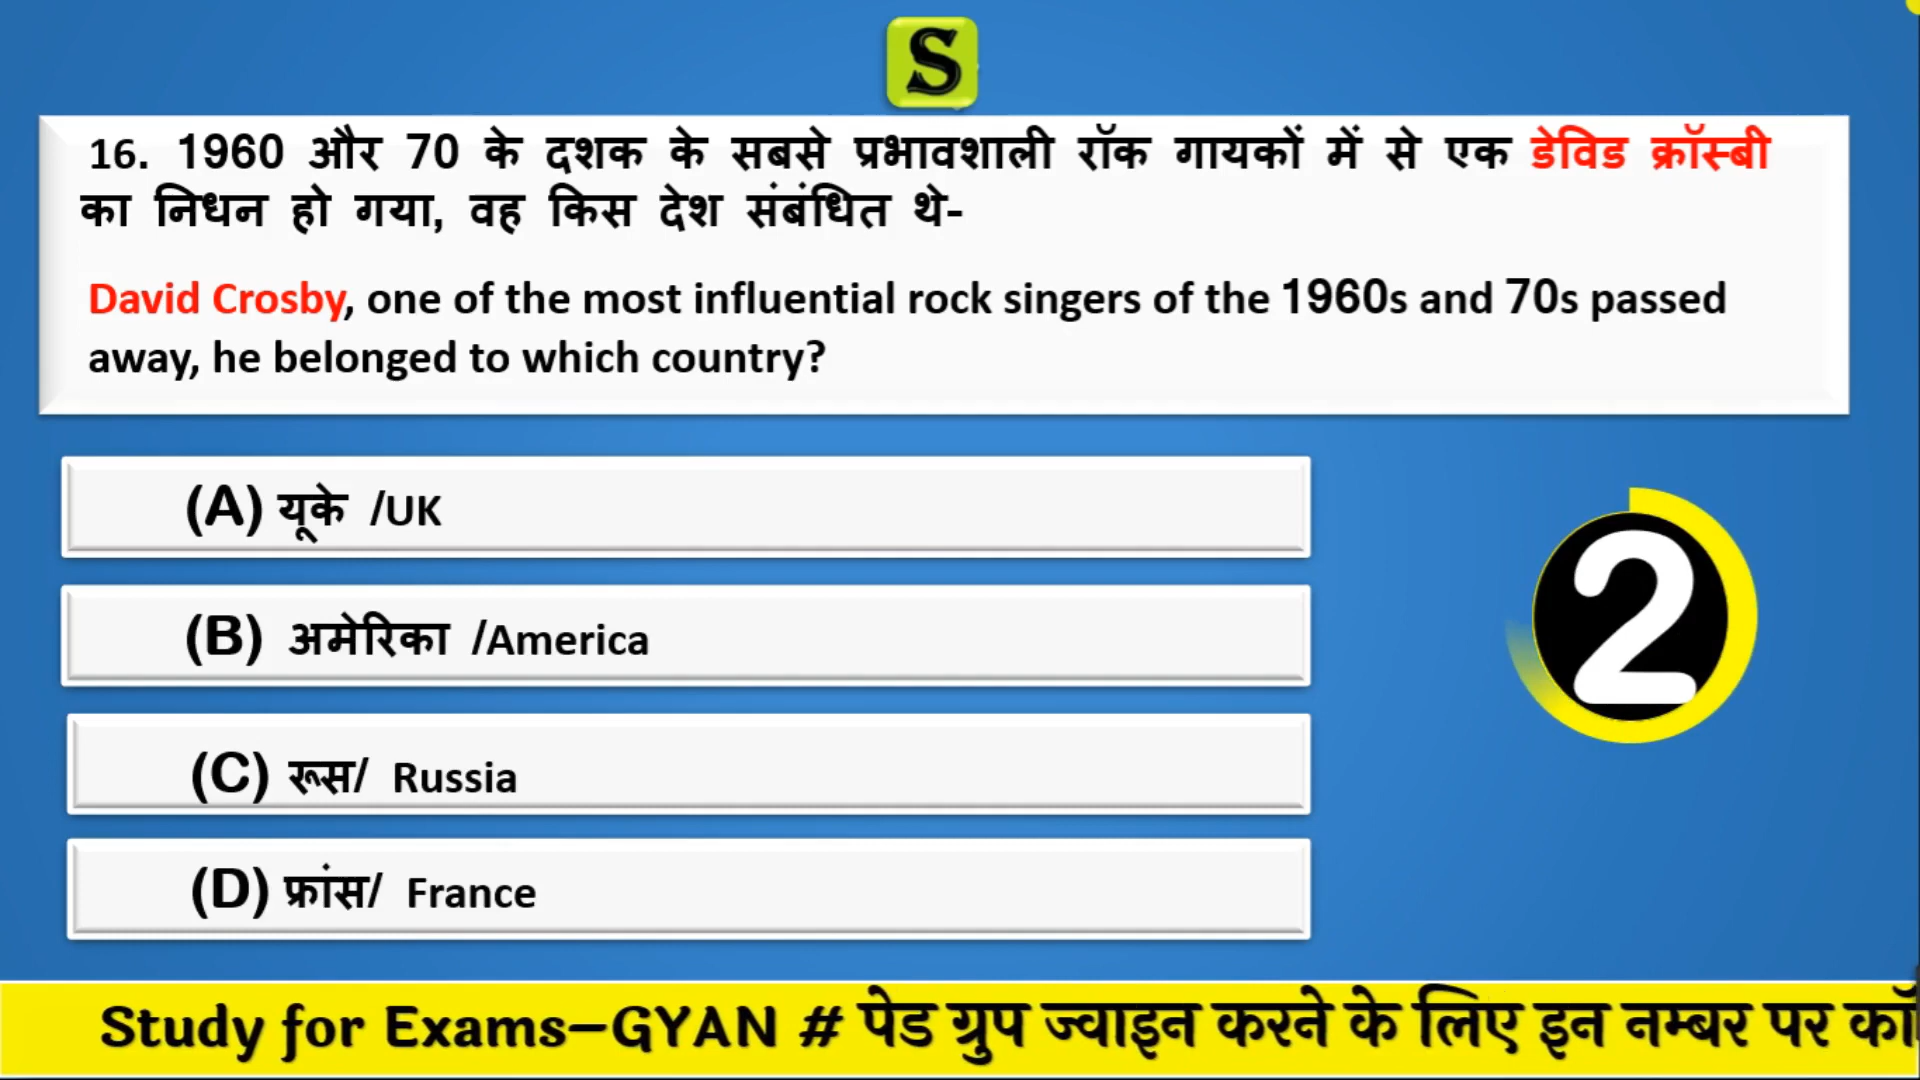 S
16. 1960 और 70 के दशक के सबसे प्रभावशाली रॉक गायकों में से एक डेविड क्रॉस्बी
का निधन हो गया, वह किस देश संबंधित थे-
David Crosby, one of the most influential rock singers of the 1960s and 70s passed
away, he belonged to which country?
(A) यूके /UK
(B) अमेरिका /America
2
(C) रूस/ Russia
(D) फ्रांस/ France
Study for Exams–GYAN # पेड ग्रुप ज्वाइन करने के लिए इन नम्बर पर